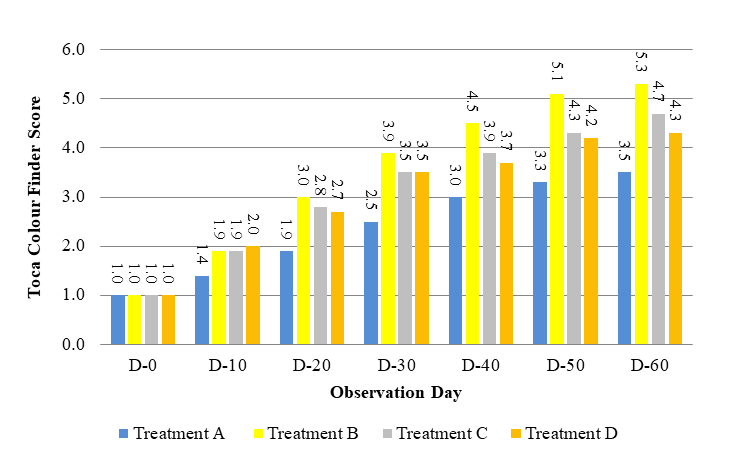 6.0
5.0
4.0
3.0
2.0
1.0
0.0
Toca Colour Finder Score
1.0 1.0 1.0 1.0
1.4 1.9 1.9 2.0
1.9 3.0 2.8 2.7
2.5 3.9 3.5 3.5
3.0 4.5 3.9 3.7
3.3 5.1 4.3 4.2
3.5 5.3 4.7 4.3
D-0 D-10 D-20 D-30 D-40 D-50 D-60
Observation Day
Treatment A Treatment B Treatment C Treatment D